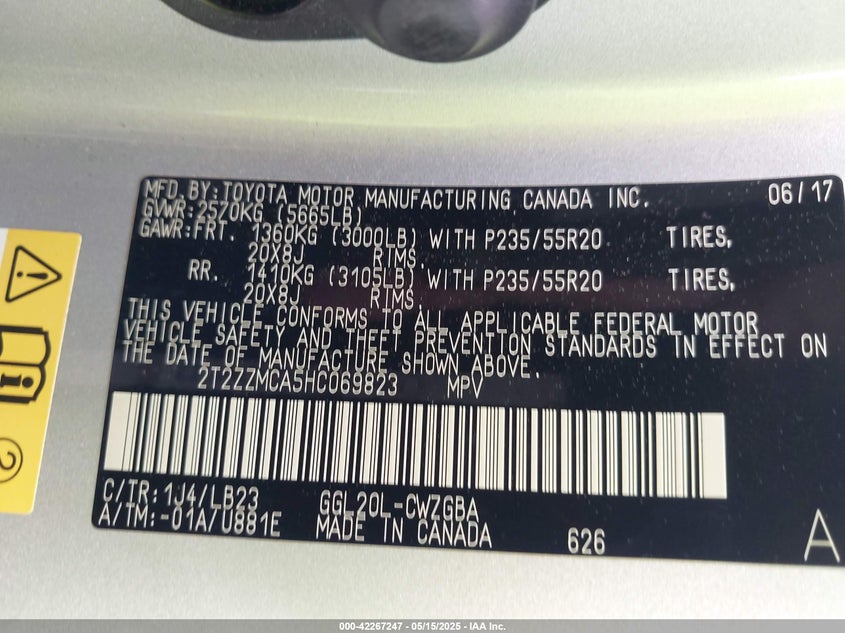 MFD. BY: TOYOTA MOTOR MANUFACTURING CANADA INC. 06/17
GVWR: 2570KG (5665LB)
GAWR: FRT. 1360KG (3000LB) WITH P235/55R20 TIRES,
20X8J RIMS.
RR. 1410KG (3105LB) WITH P235/55R20 TIRES,
20X8J RIMS
THIS VEHICLE CONFORMS TO ALL APPLICABLE FEDERAL MOTOR
VEHICLE SAFETY AND THEFT PREVENTION STANDARDS IN EFFECT ON
THE DATE OF MANUFACTURE SHOWN ABOVE.
2T2ZZMCA5HC069823 MPV
C/TR: 1J4/LB23 GGL20L-CWZGBA
A/TM: -01A/U881E MADE IN CANADA 626 A
2
000-42267247 - 05/15/2025 - IAA Inc.